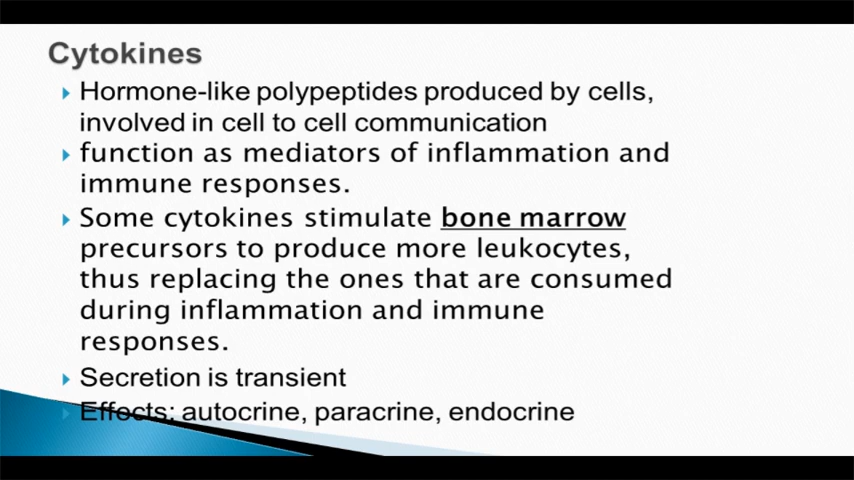 Cytokines
Hormone-like polypeptides produced by cells,
involved in cell to cell communication
function as mediators of inflammation and
immune responses.
Some cytokines stimulate bone marrow
precursors to produce more leukocytes,
thus replacing the ones that are consumed
during inflammation and immune
responses.
Secretion is transient
Effects: autocrine, paracrine, endocrine